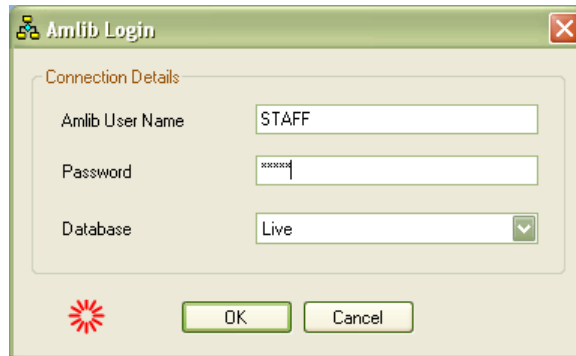 Amlib Login
Connection Details
Amlib User Name STAFF
Password *****
Database Live
OK Cancel